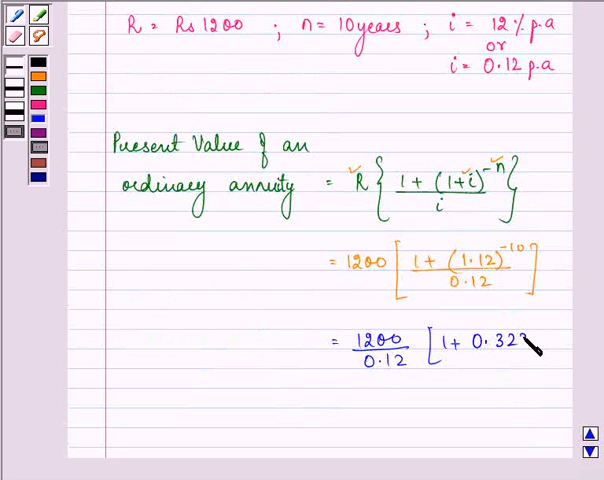 R = Rs 1200 ; n = 10 years ; i = 12 % p.a
or
i = 0.12 p.a
Present Value of an
ordinary annuity = R { 1 + (1+i)^-n / i }
= 1200 [ 1 + (1.12)^-10 / 0.12 ]
= 1200 / 0.12 [ 1 + 0.32